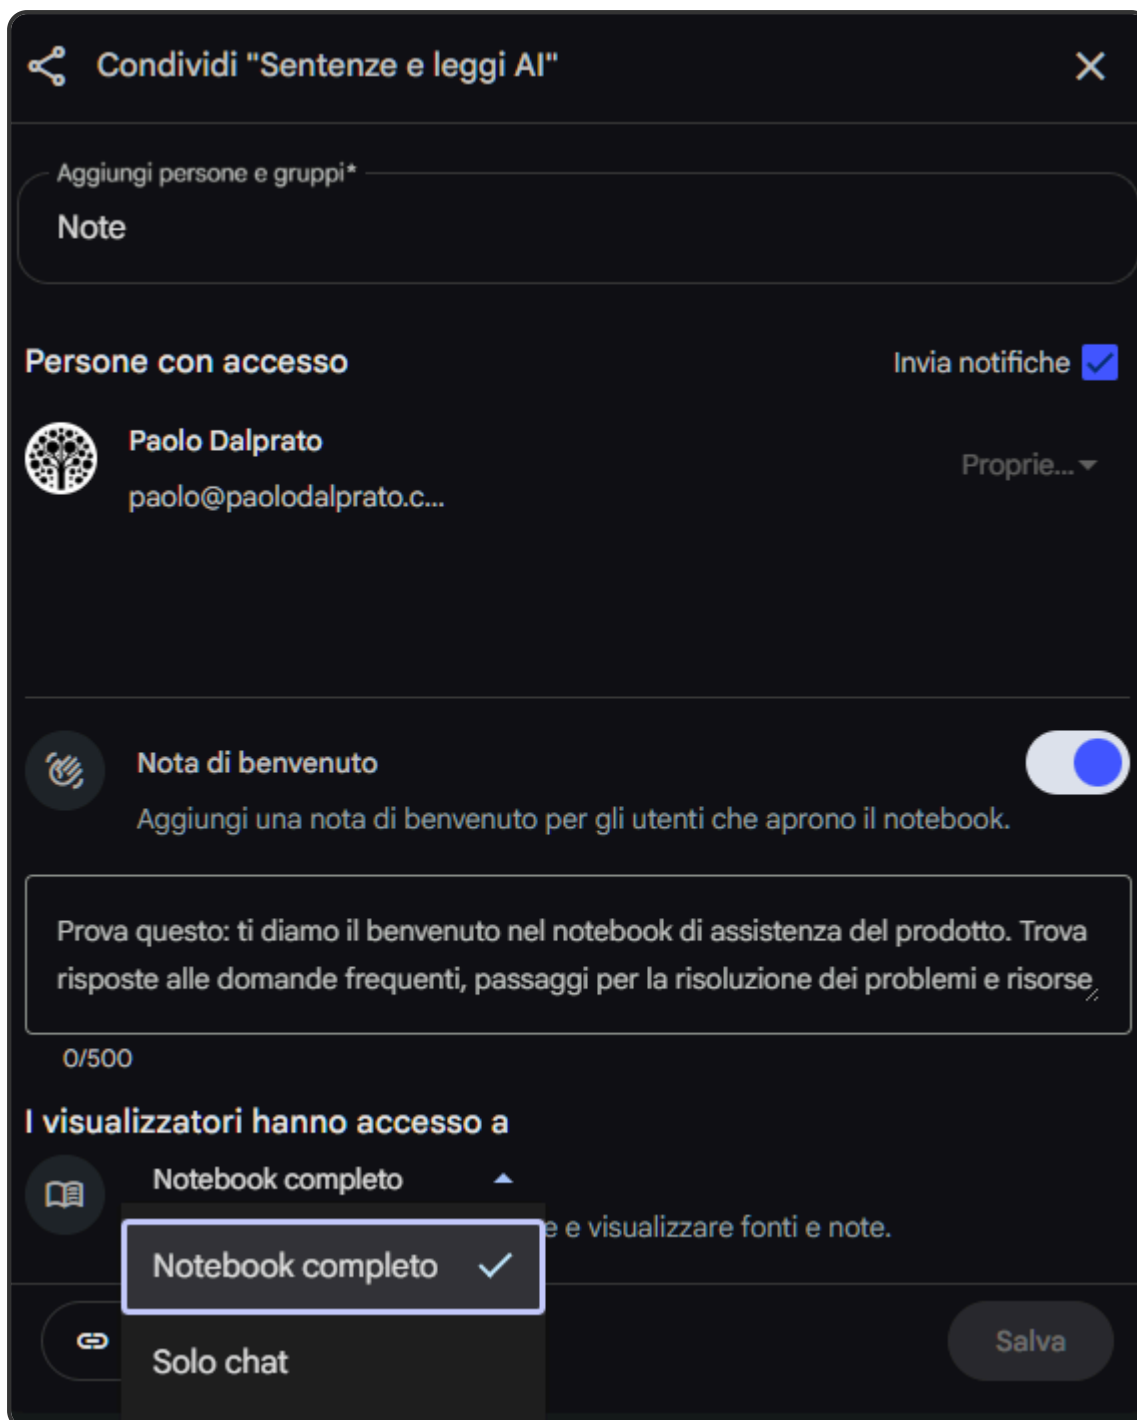 Condividi "Sentenze e leggi AI"
Aggiungi persone e gruppi*
Note
Persone con accesso
Invia notifiche
Paolo Dalprato
Proprie...
paolo@paolodalprato.c...
Nota di benvenuto
Aggiungi una nota di benvenuto per gli utenti che aprono il notebook.
Prova questo: ti diamo il benvenuto nel notebook di assistenza del prodotto. Trova
risposte alle domande frequenti, passaggi per la risoluzione dei problemi e risorse
0/500
I visualizzatori hanno accesso a
Notebook completo
e e visualizzare fonti e note.
Notebook completo
Solo chat
Salva